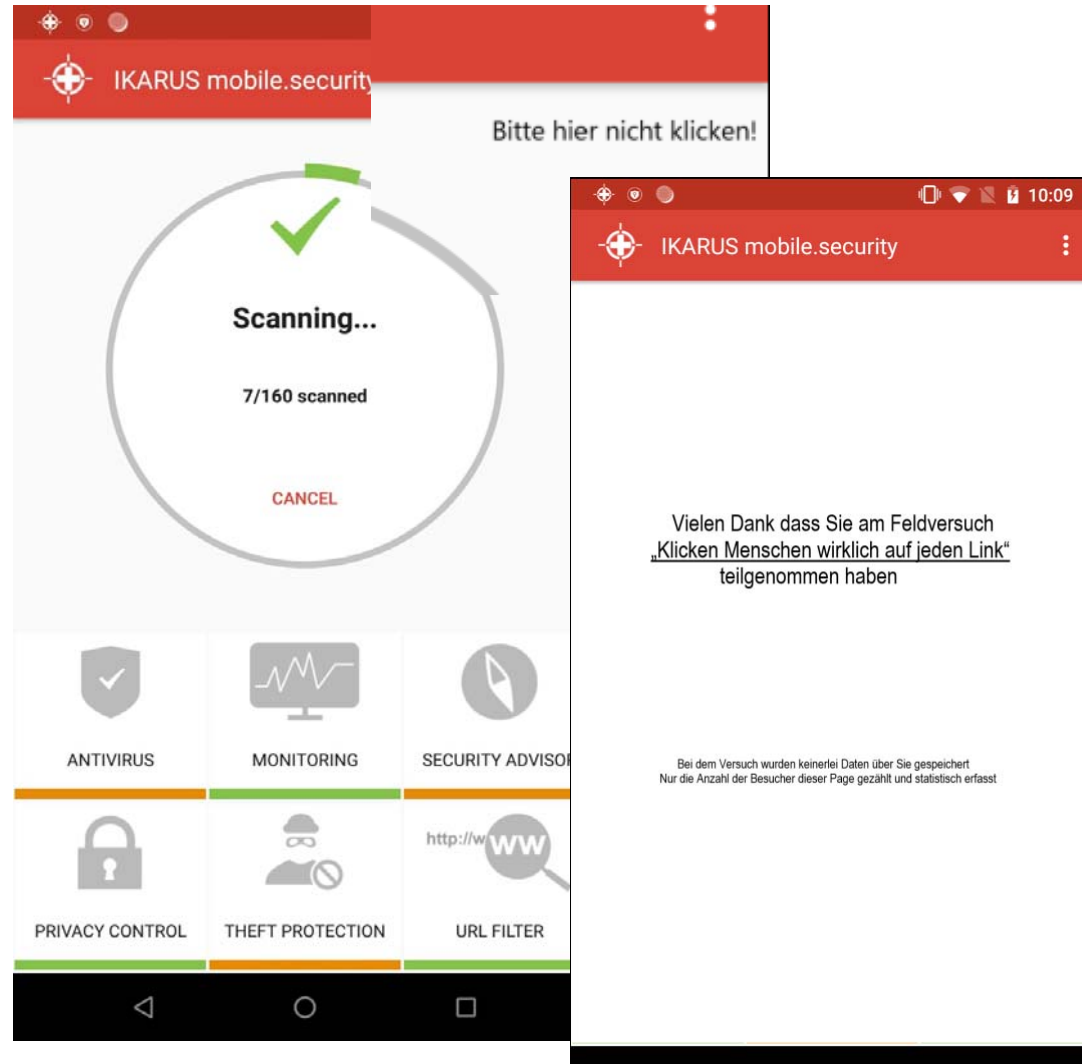 IKARUS mobile.security
Bitte hier nicht klicken!
Scanning...
7/160 scanned
CANCEL
ANTIVIRUS
MONITORING
SECURITY ADVISOR
PRIVACY CONTROL
THEFT PROTECTION
http://w
WW
URL FILTER
10:09
IKARUS mobile.security
Vielen Dank dass Sie am Feldversuch
„Klicken Menschen wirklich auf jeden Link“
teilgenommen haben
Bei dem Versuch wurden keinerlei Daten über Sie gespeichert
Nur die Anzahl der Besucher dieser Page gezählt und statistisch erfasst